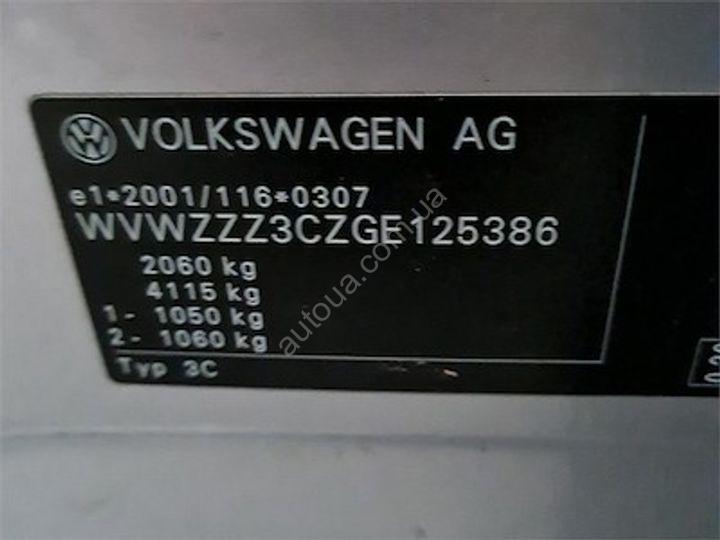 VOLKSWAGEN AG
e1*2001/116*0307
WVWZZZ3CZGE125386
2060 kg
4115 kg
1- 1050 kg
2- 1060 kg
Typ 3C
autoua.com.ua